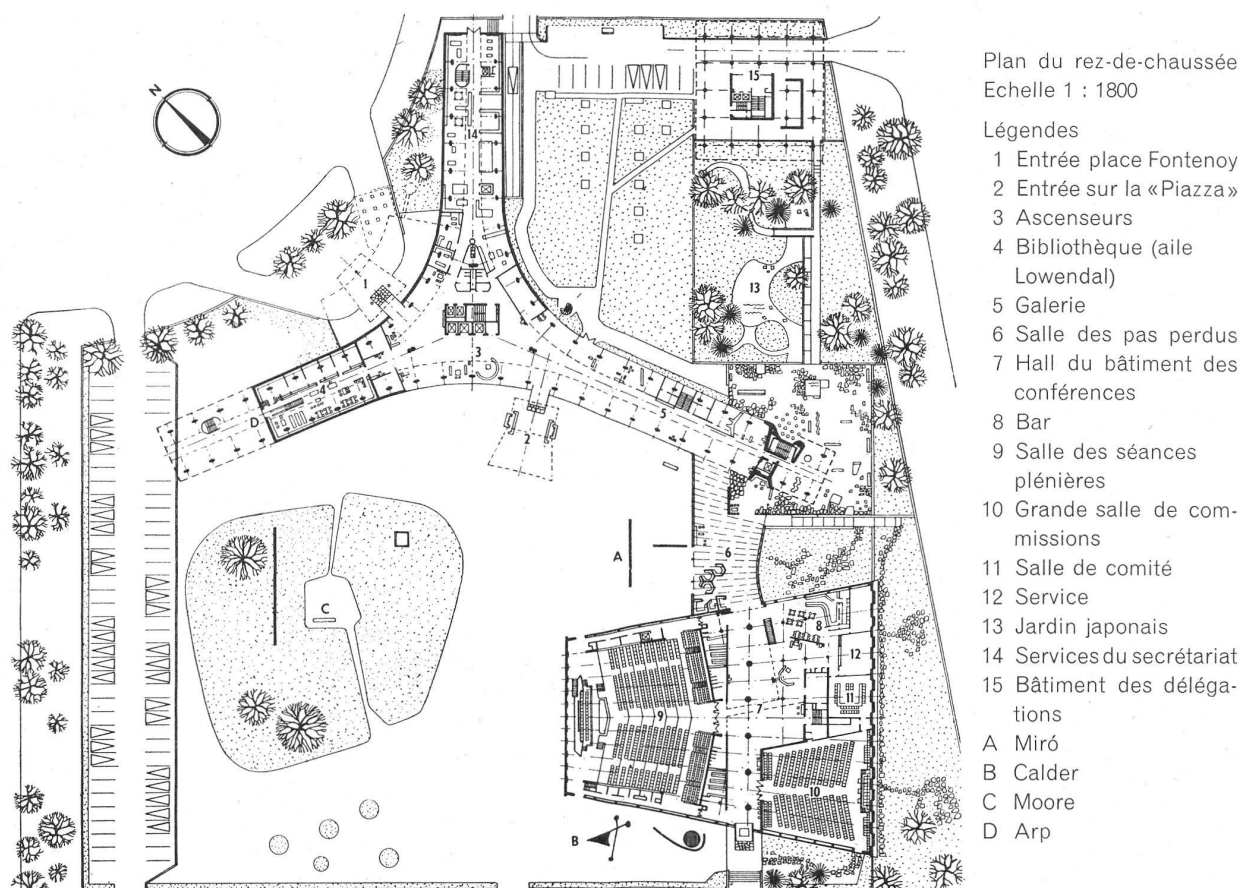 Plan du rez-de-chaussée
Echelle 1 : 1800
Légendes
1 Entrée place Fontenoy
2 Entrée sur la «Piazza»
3 Ascenseurs
4 Bibliothèque (aile
Lowendal)
5 Galerie
6 Salle des pas perdus
7 Hall du bâtiment des
conférences
8 Bar
9 Salle des séances
plénières
10 Grande salle de com-
missions
11 Salle de comité
12 Service
13 Jardin japonais
14 Services du secrétariat
15 Bâtiment des déléga-
tions
A Miró
B Calder
C Moore
D Arp
N
15
14
1
13
3
4
D
5
2
A
6
C
8
12
11
9
7
10
B